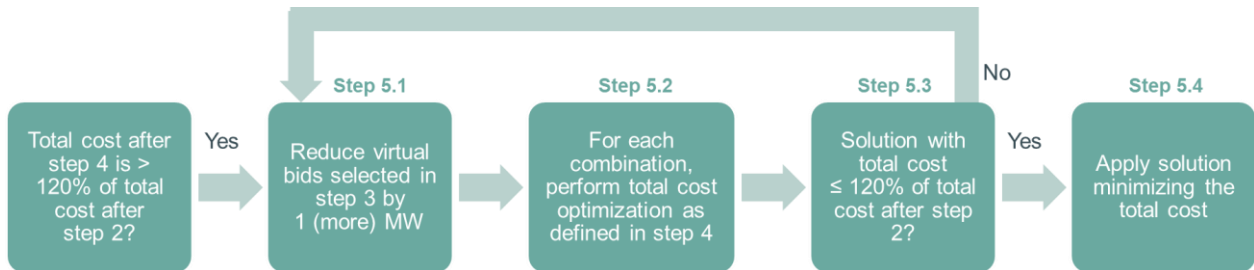 No
Step 5.1
Step 5.2
Step 5.3
Step 5.4
Total cost after
step 4 is >
120% of total
cost after
step 2?
Yes
Reduce virtual
bids selected in
step 3 by
1 (more) MW
For each
combination,
perform total cost
optimization as
defined in step 4
Solution with
total cost
≤ 120% of total
cost after step
2?
Yes
Apply solution
minimizing the
total cost